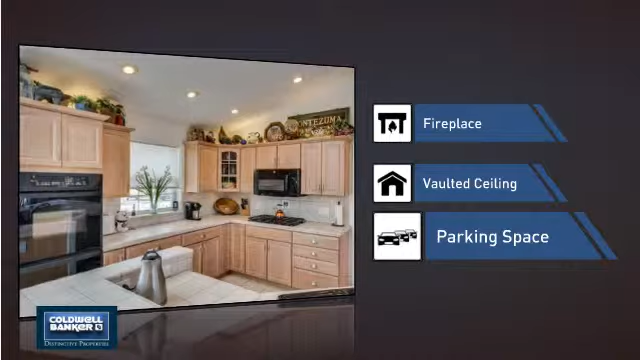 MONTEZUMA
Fireplace
Vaulted Ceiling
Parking Space
COLDWELL
BANKER
DISTINCTIVE PROPERTIES